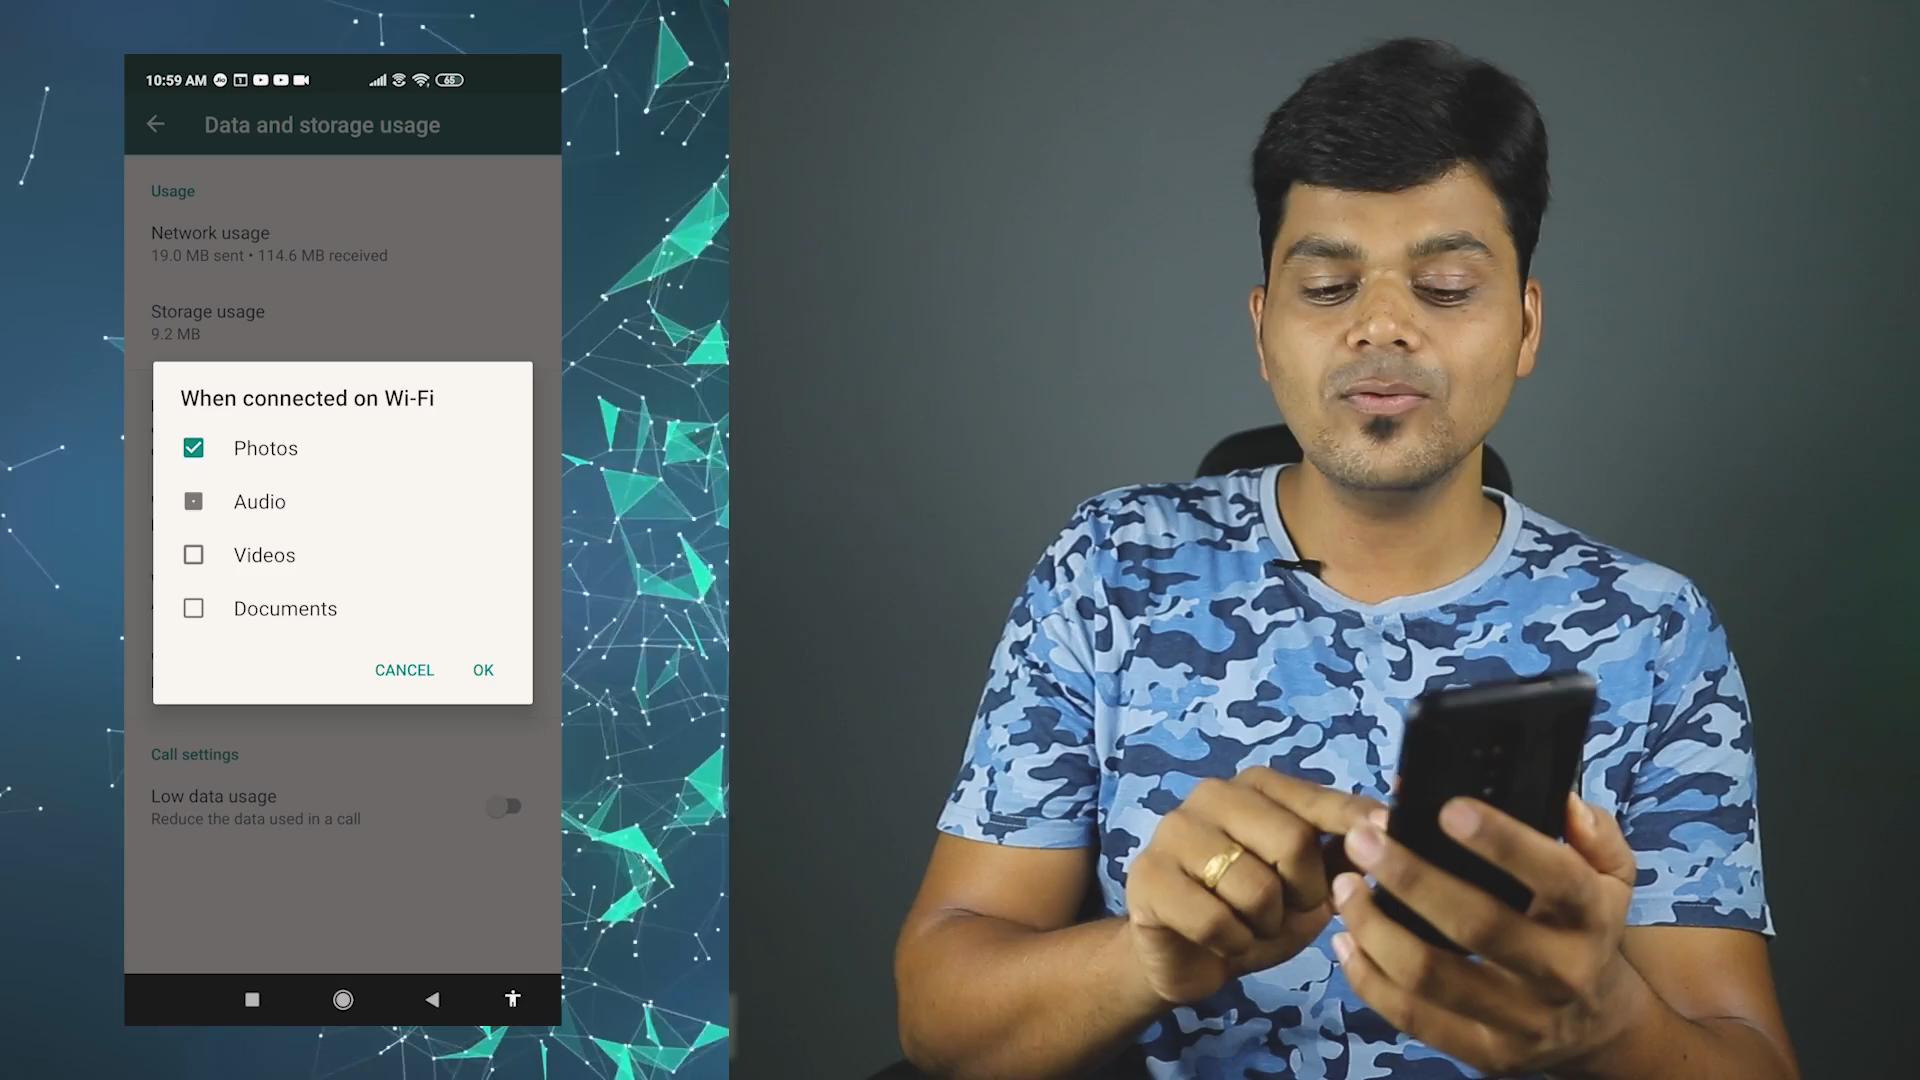 10:59 AM
65
Data and storage usage
Usage
Network usage
19.0 MB sent • 114.6 MB received
Storage usage
9.2 MB
When connected on Wi-Fi
Photos
Audio
Videos
Documents
CANCEL OK
Call settings
Low data usage
Reduce the data used in a call